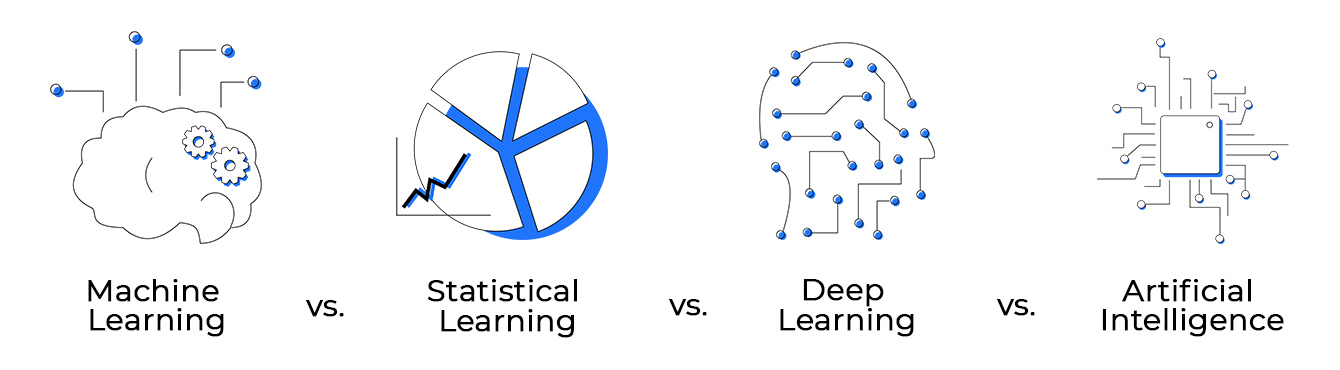 Machine
Learning
vs.
Statistical
Learning
vs.
Deep
Learning
vs.
Artificial
Intelligence